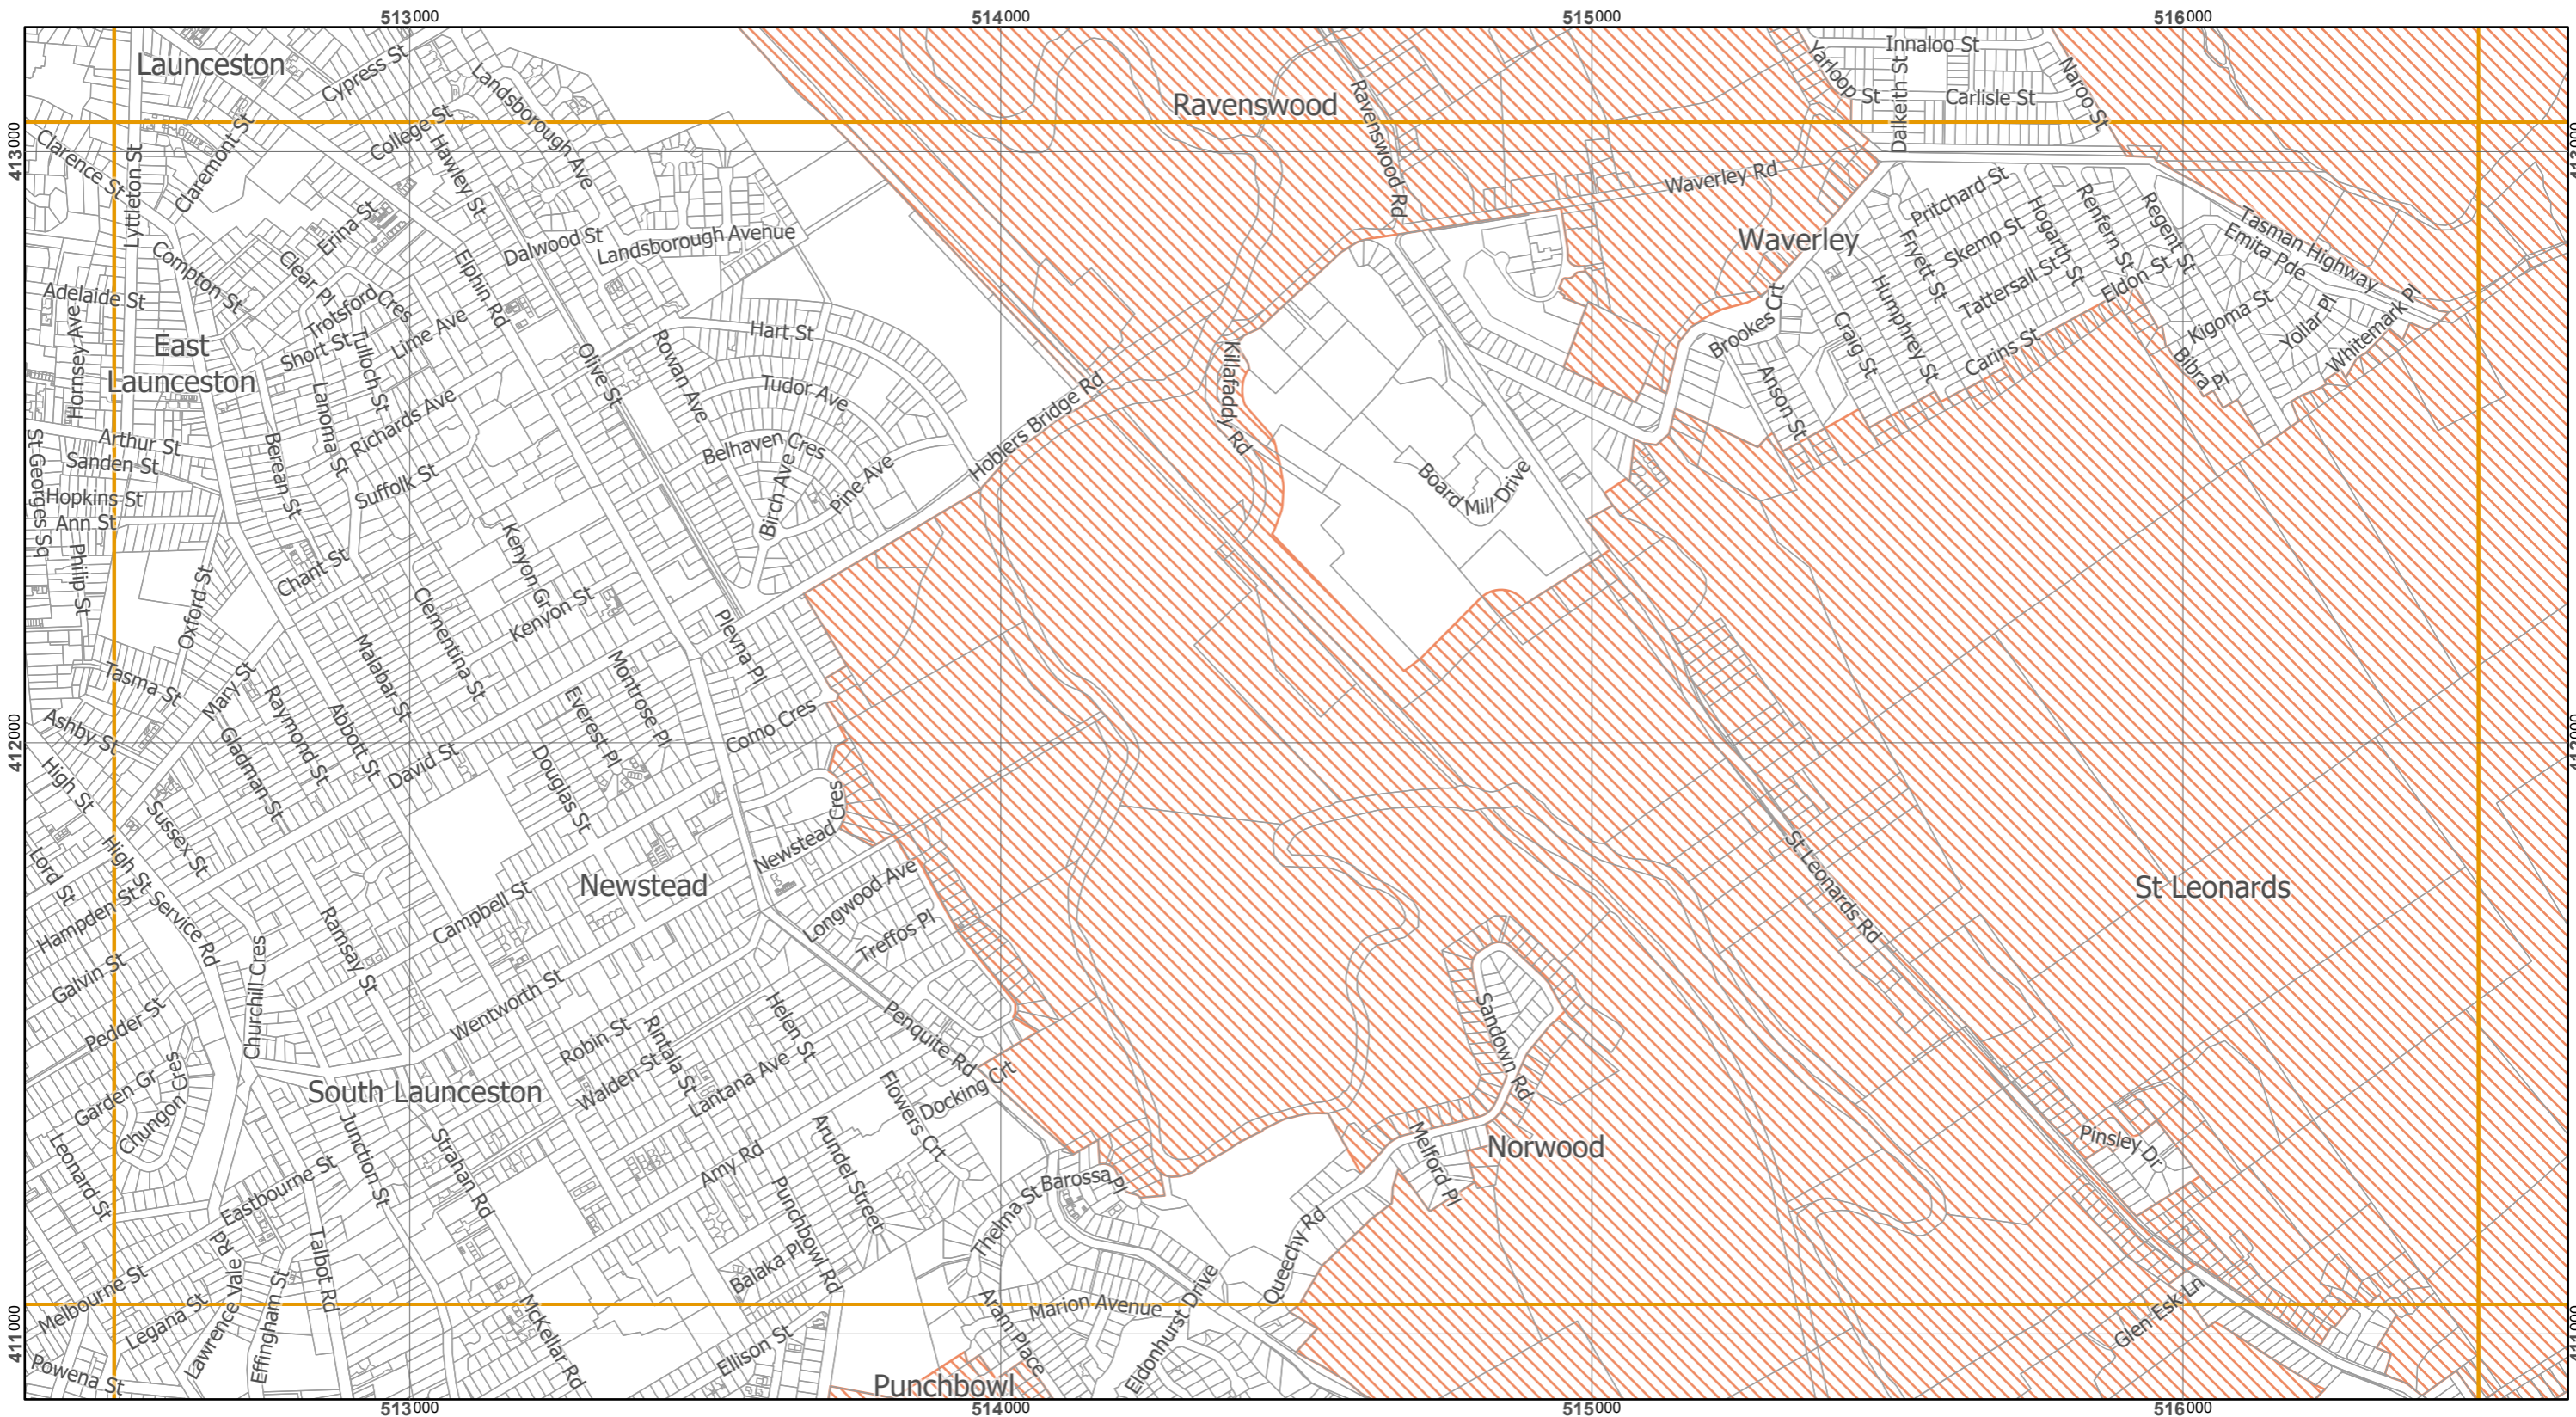 513000 514000 515000 516000
Launceston
Cypress St
Landsborough Ave
College St
Hawley St
Clarence St
Lyttleton St
Claremont St
Ravenswood
Ravenswood Rd
Waverley Rd
Yarloop St
Innaloo St
Dalkeith St
Carlisle St
Naroo St
413000
Erina St
Clear Pl
Compton St
Adelaide St
Hornsey Ave
Trotsford Cres
Short St
Tulloch St
Lime Ave
Elphin Rd
Dalwood St
Landsborough Avenue
Waverley
Pritchard St
Skemp St
Fryett St
Hogarth St
Renfern St
Regent St
Tattersall St
Eldon St
Humphrey St
Craig St
Carins St
Brookes Crt
Anson St
Tasman Highway
Emita Pde
Kigoma St
Yollar Pl
Whitemark Pl
Bibra Pl
East
Launceston
Olive St
Rowan Ave
Hart St
Tudor Ave
Belhaven Cres
Birch Ave
Pine Ave
Hoblers Bridge Rd
Killafaddy Rd
Board Mill Drive
Arthur St
Sanden St
Hopkins St
Ann St
St Georges Sq
Philip St
Berean St
Lanoma St
Richards Ave
Suffolk St
Kenyon Gr
Kenyon St
Chant St
Oxford St
Clementina St
Malabar St
Plevna Pl
Montrose Pl
Everest Pl
Como Cres
Tasma St
Mary St
Raymond St
Abbott St
Gladman St
David St
Douglas St
Ashby St
412000
High St
Sussex St
Lord St
High St Service Rd
Hampden St
Galvin St
Pedder St
Churchill Cres
Ramsay St
Campbell St
Newstead
Newstead Cres
Longwood Ave
Treffos Pl
Wentworth St
Robin St
Rintala St
Walden St
Lantana Ave
Helen St
Penquite Rd
Docking Crt
Flowers Crt
St Leonards Rd
St Leonards
Sandown Rd
Norwood
Melford Pl
Queechy Rd
Pinsley Dr
Glen Esk Ln
Garden Gr
Chungon Cres
South Launceston
Leonard St
Junction St
Strahan Rd
Eastbourne St
Amy Rd
Arundel Street
Punchbowl Rd
Balaka Pl
Thelma St
Barossa Pl
Marion Avenue
Aram Place
Eldonhurst Drive
Melbourne St
Legana St
Lawrence Vale Rd
Effingham St
Talbot Rd
McKellar Rd
Ellison St
Punchbowl
411000
Powena St
513000 514000 515000 516000